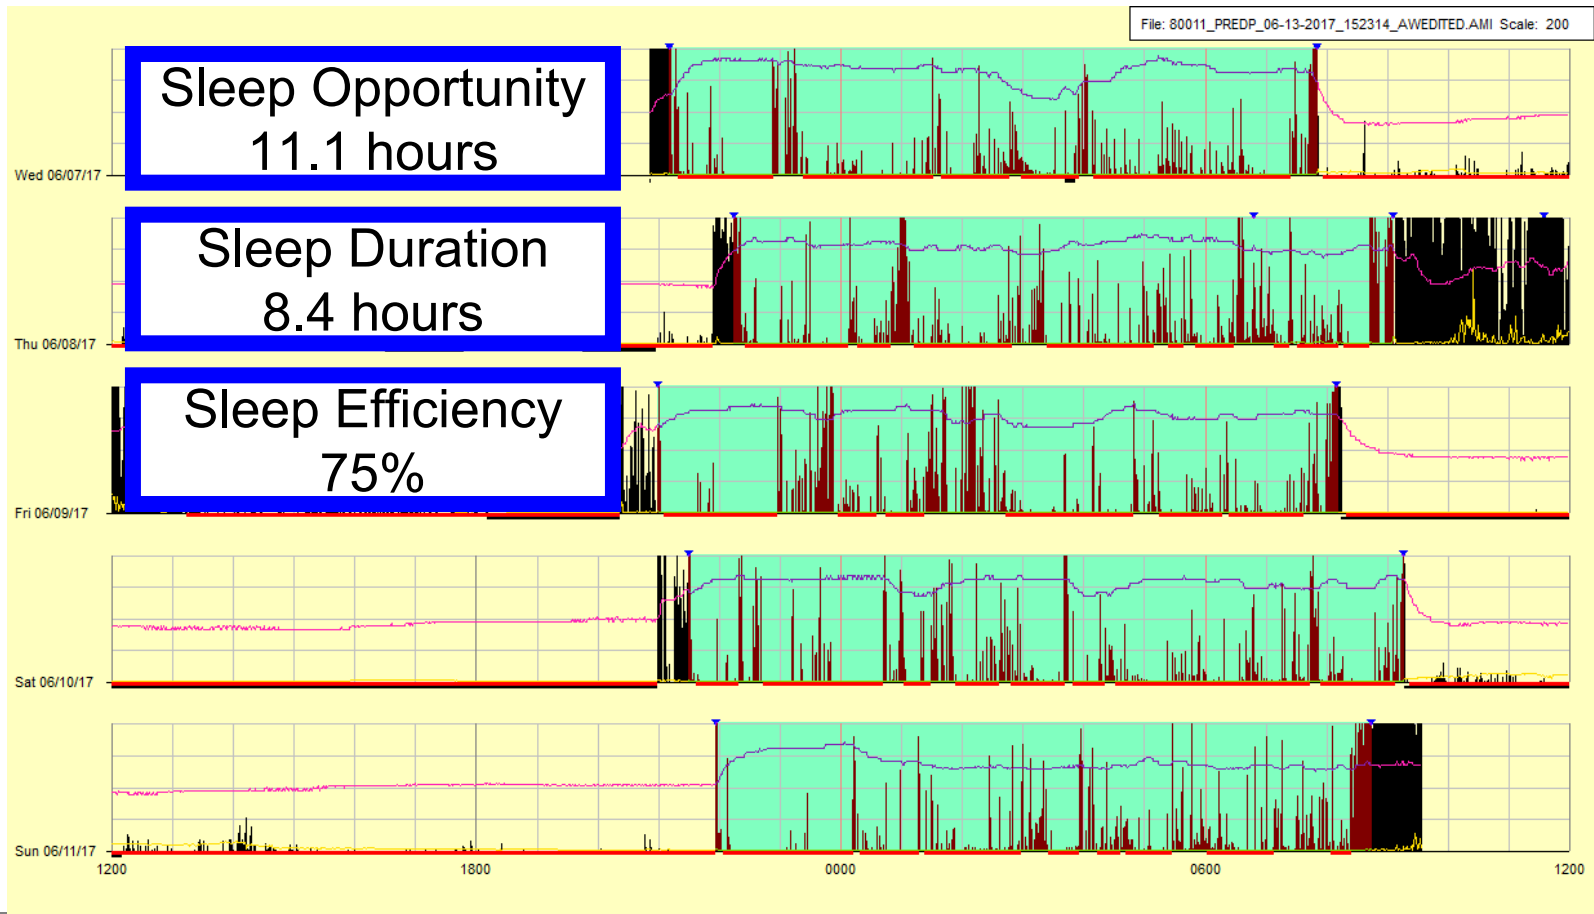 File: 80011_PREDP_06-13-2017_152314_AWEDITED.AMI Scale: 200
Sleep Opportunity
11.1 hours
Wed 06/07/17
Sleep Duration
8.4 hours
Thu 06/08/17
Sleep Efficiency
75%
Fri 06/09/17
Sat 06/10/17
Sun 06/11/17
1200 1800 0000 0600 1200